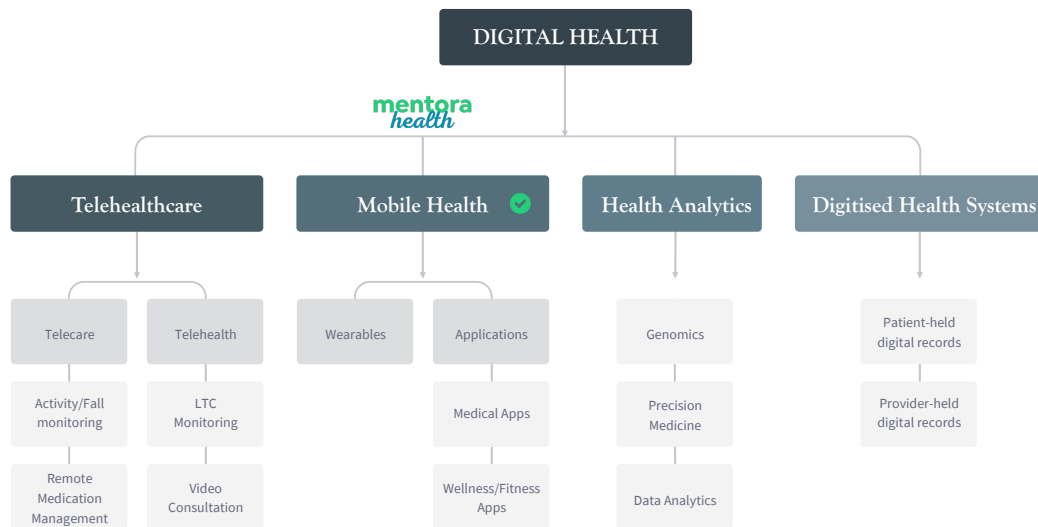 DIGITAL HEALTH
mentora
health
Telehealthcare
Mobile Health
Health Analytics
Digitised Health Systems
Telecare
Telehealth
Wearables
Applications
Genomics
Patient-held
digital records
Activity/Fall
monitoring
LTC
Monitoring
Medical Apps
Precision
Medicine
Provider-held
digital records
Remote
Medication
Management
Video
Consultation
Wellness/Fitness
Apps
Data Analytics